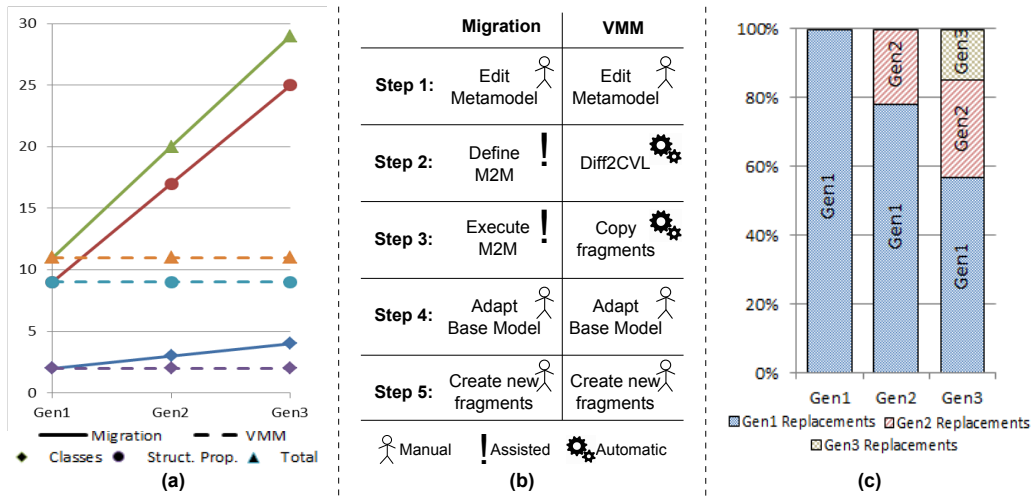 30
25
20
15
10
5
0
Gen1 Gen2 Gen3
Migration VMM
Classes Struct. Prop. Total
(a)
Migration VMM
Step 1: Edit Metamodel Edit Metamodel
Step 2: Define M2M Diff2CVL
Step 3: Execute M2M Copy fragments
Step 4: Adapt Base Model Adapt Base Model
Step 5: Create new fragments Create new fragments
Manual Assisted Automatic
(b)
100%
80%
60%
40%
20%
0%
Gen1
Gen2
Gen1
Gen3
Gen2
Gen1
Gen1 Gen2 Gen3
Gen1 Replacements Gen2 Replacements
Gen3 Replacements
(c)